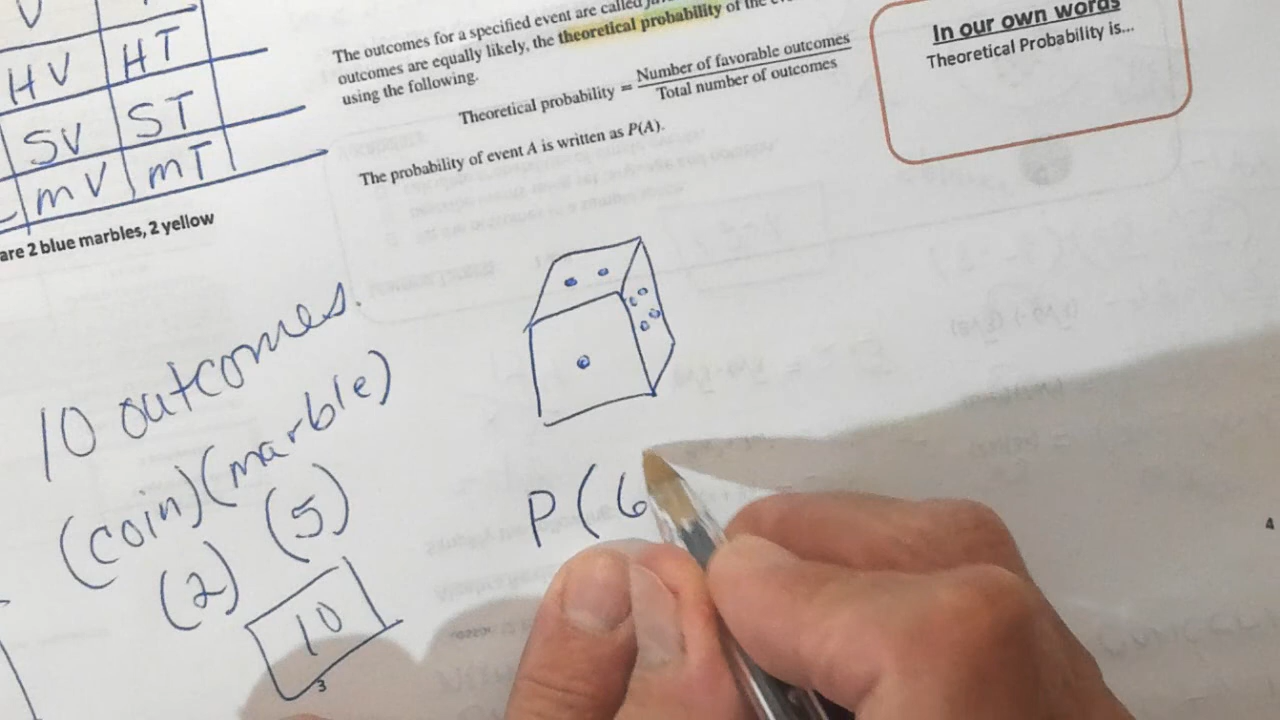 V
HV HT
SV ST
mV mT
are 2 blue marbles, 2 yellow
The outcomes for a specified event are called
outcomes are equally likely, the theoretical probability of the
using the following.
Theoretical probability = Number of favorable outcomes
Total number of outcomes
The probability of event A is written as P(A).
In our own words
Theoretical Probability is...
10 outcomes.
(coin)(marble)
(2) (5)
10
3
P(6
4